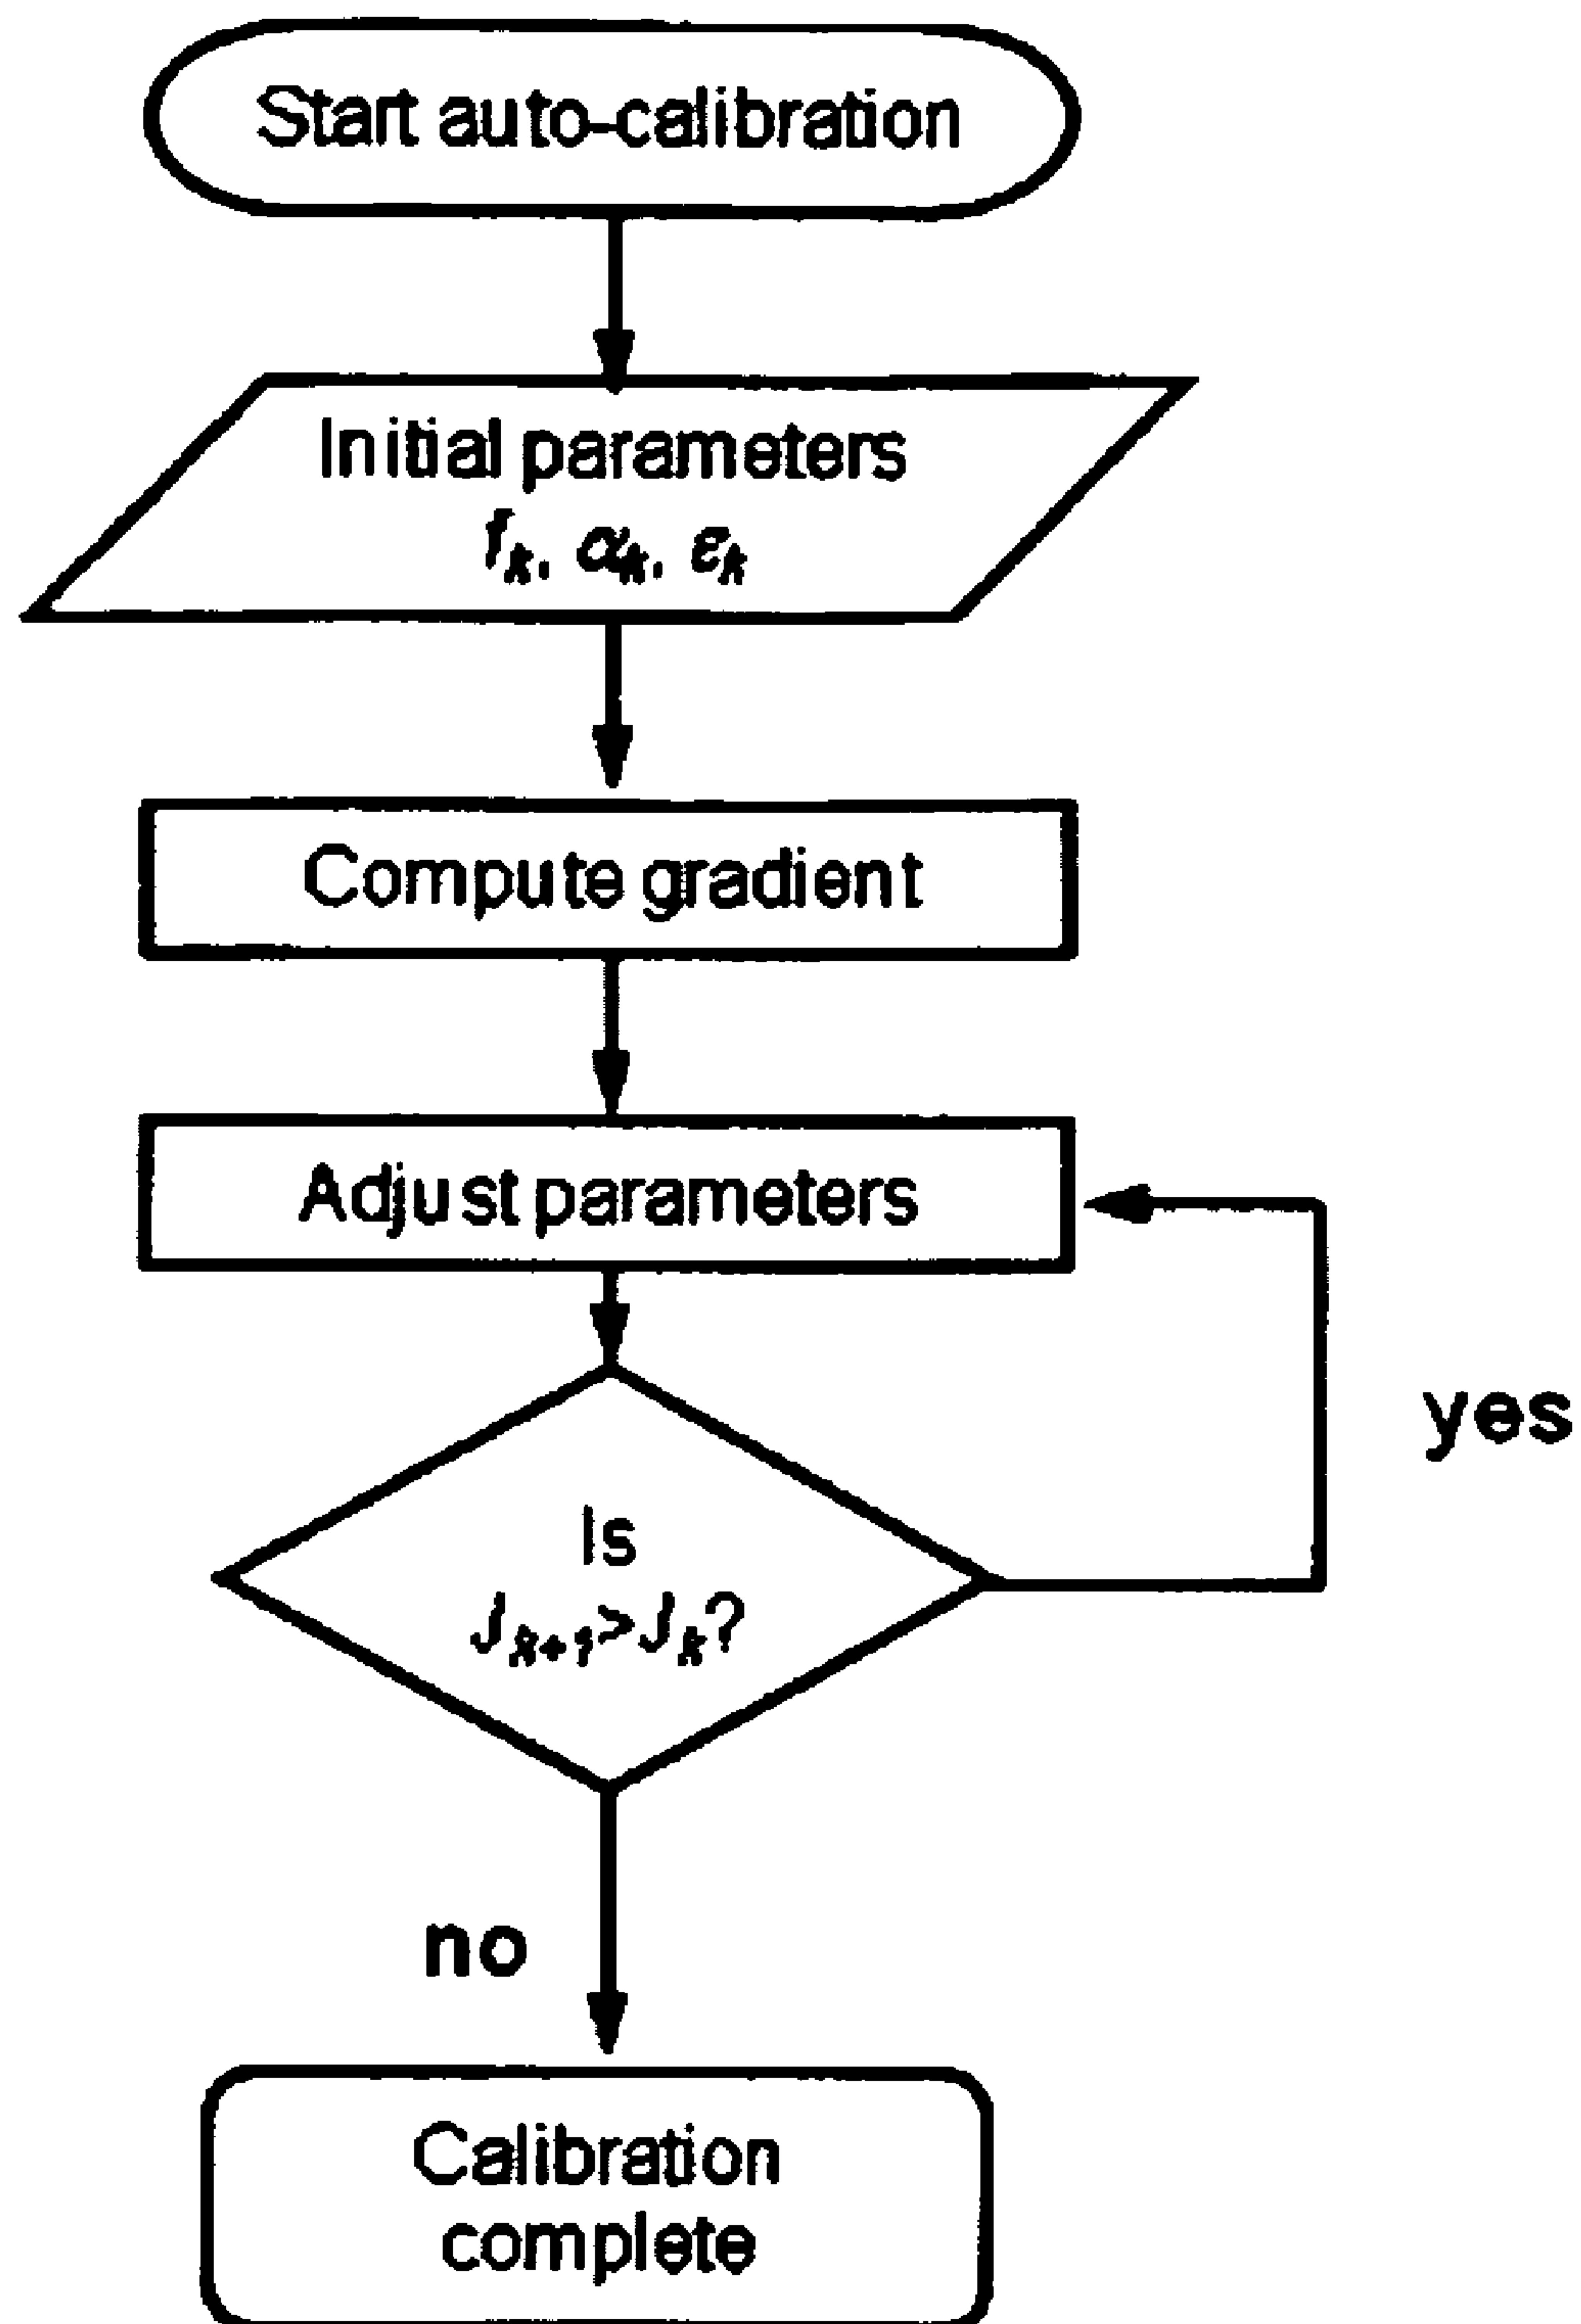 Start auto-calibration
Initial parameters
fₖ, αₖ, εₖ
Compute gradient
Adjust parameters
yes
Is
Jₖ₊₁>Jₖ?
no
Calibration
complete